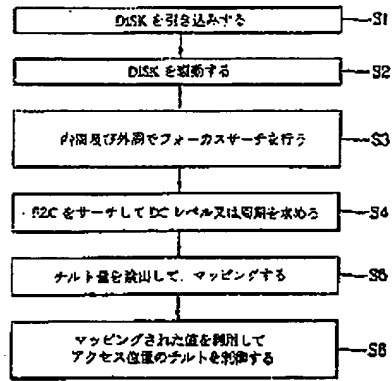 DISK を引き込みする
S1
DISK を駆動する
S2
内周及び外周でフォーカスサーチを行う
S3
S4
をサーチして DC レベル又は周期を求める
チルト量を検出して、マッピングする
S5
マッピングされた値を利用して
アクセス位置のチルトを制御する
S6